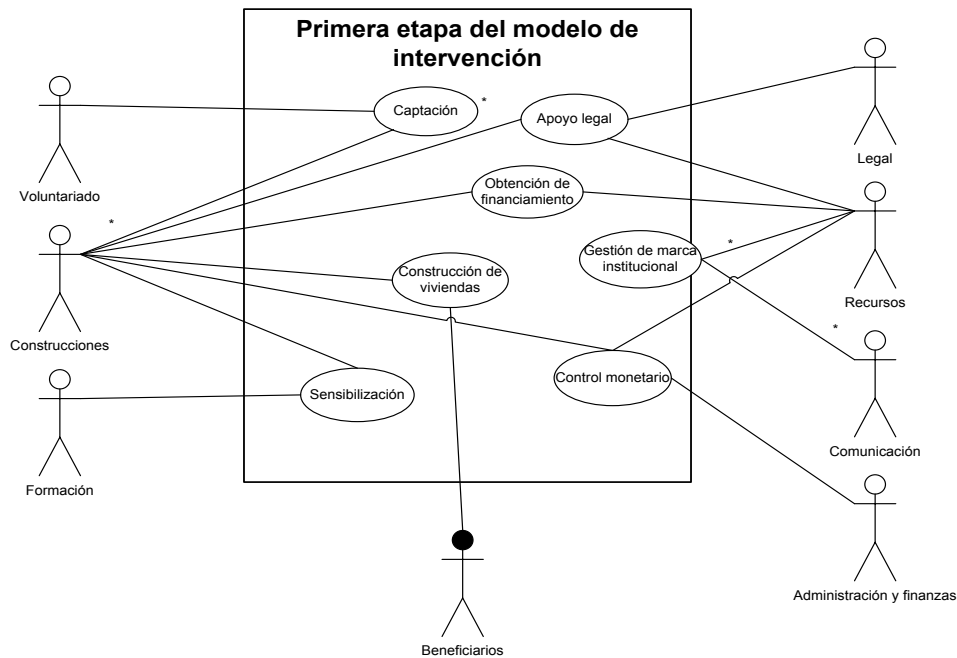 Primera etapa del modelo de
intervención
Captación
*
Apoyo legal
Voluntariado
Legal
Obtención de
financiamiento
*
Gestión de marca
institucional
*
Construcción de
viviendas
Recursos
Construcciones
*
Control monetario
Sensibilización
Comunicación
Formación
Administración y finanzas
Beneficiarios